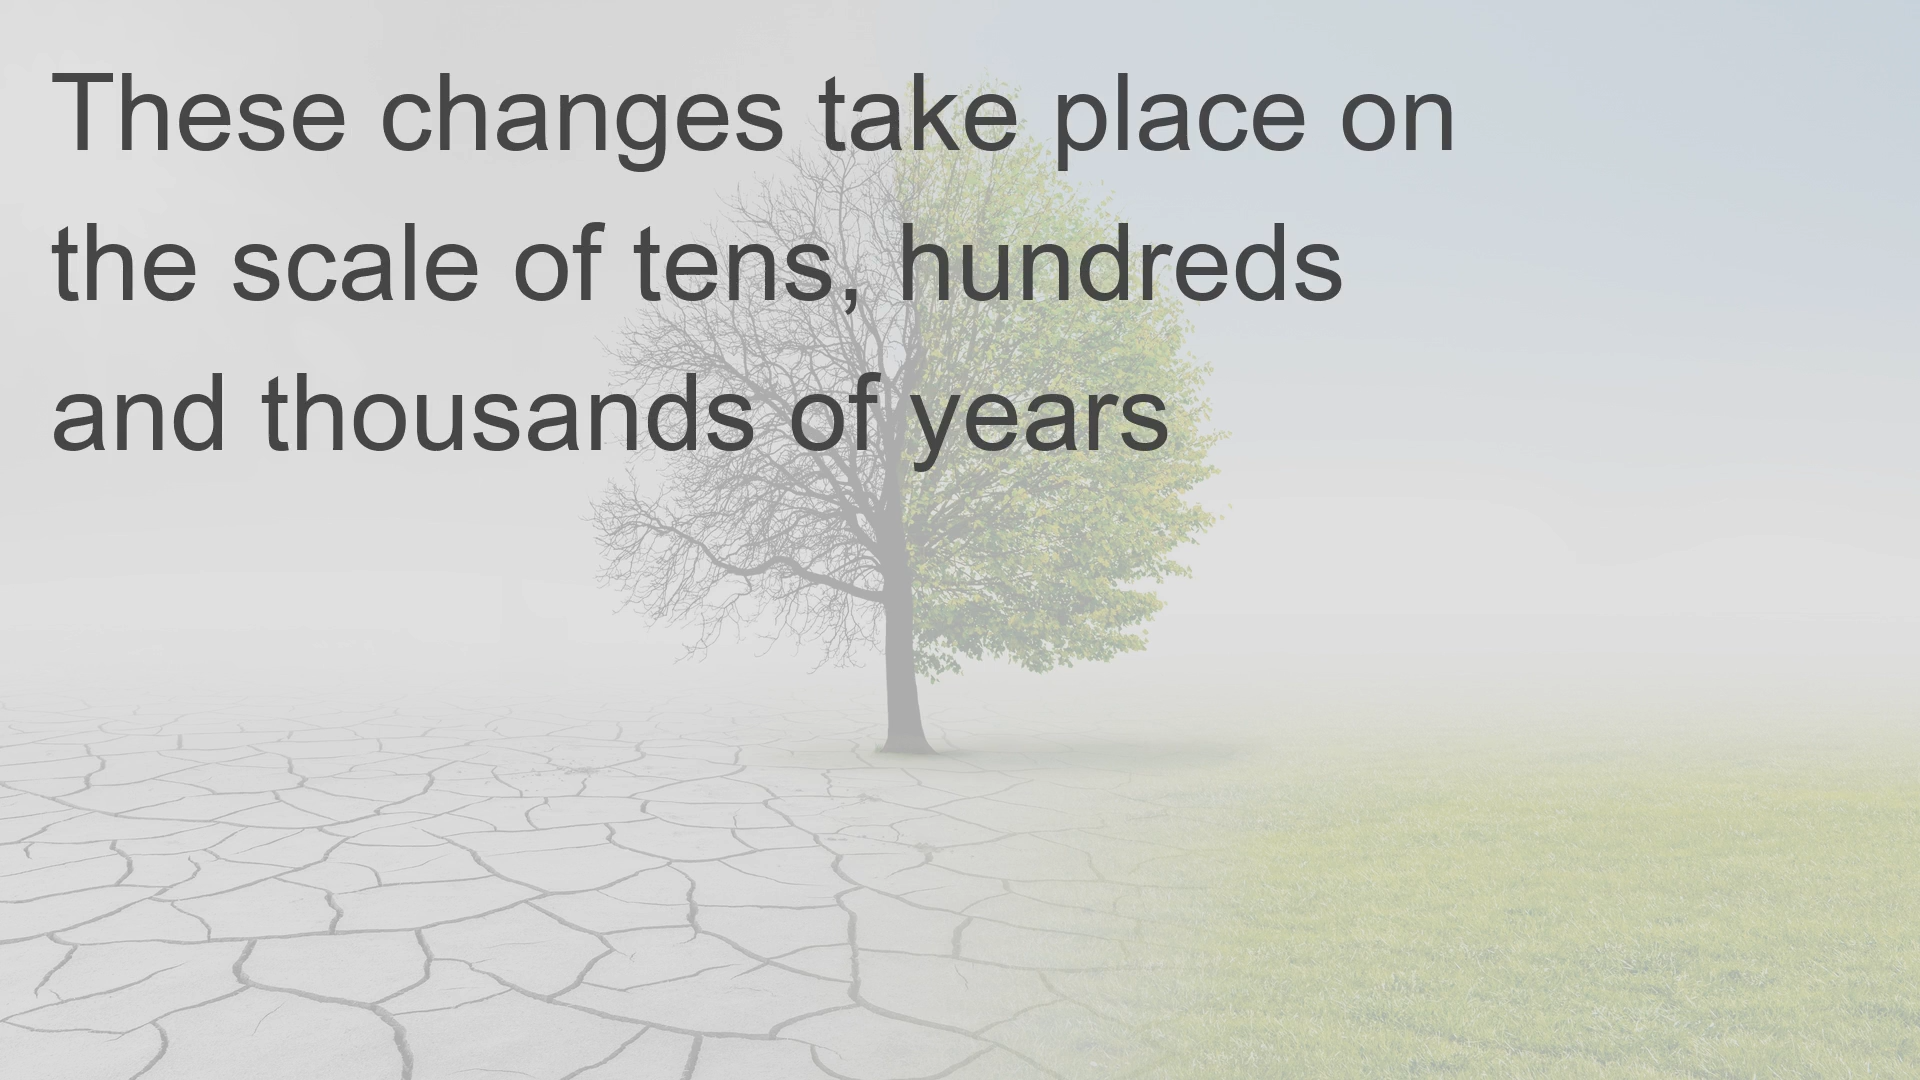 These changes take place on
the scale of tens, hundreds
and thousands of years